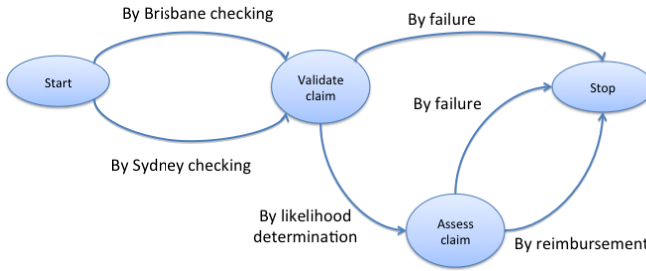 By Brisbane checking
By failure
Start
Validate
claim
Stop
By failure
By Sydney checking
By likelihood
determination
Assess
claim
By reimbursement